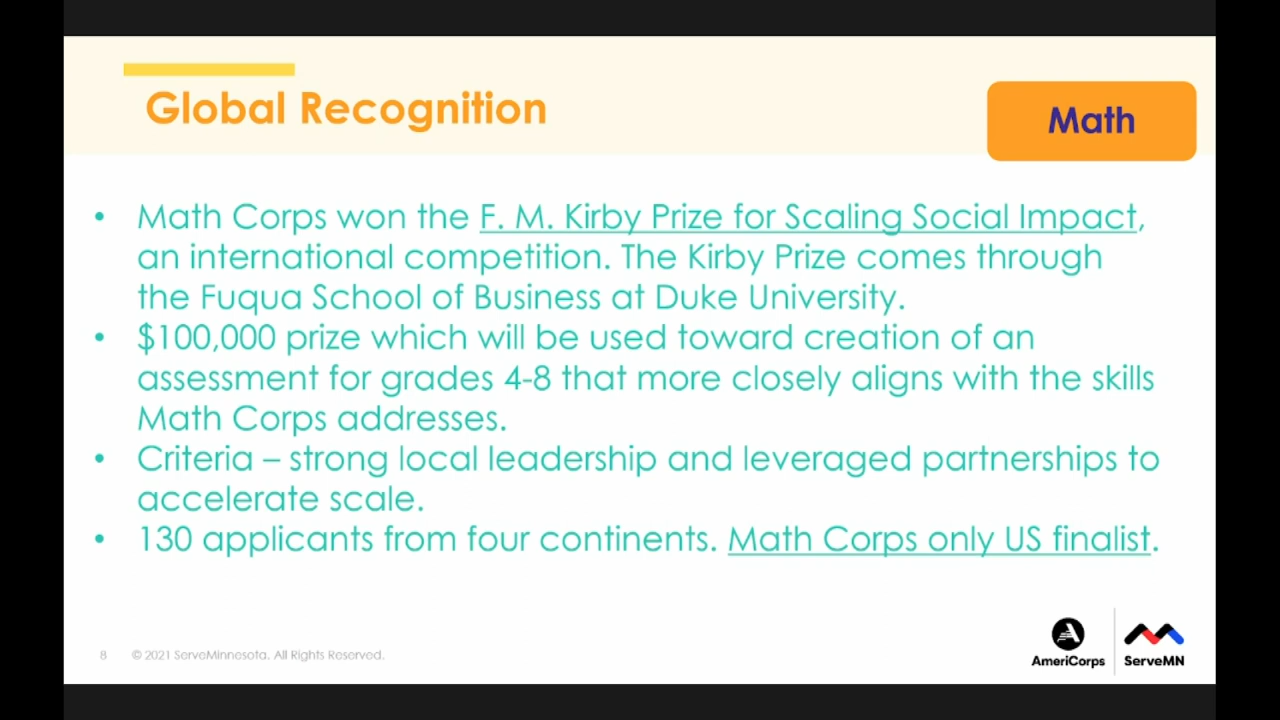 Global Recognition
Math
• Math Corps won the F. M. Kirby Prize for Scaling Social Impact,
an international competition. The Kirby Prize comes through
the Fuqua School of Business at Duke University.
• $100,000 prize which will be used toward creation of an
assessment for grades 4-8 that more closely aligns with the skills
Math Corps addresses.
• Criteria – strong local leadership and leveraged partnerships to
accelerate scale.
• 130 applicants from four continents. Math Corps only US finalist.
8 © 2021 ServeMinnesota. All Rights Reserved.
AmeriCorps
ServeMN